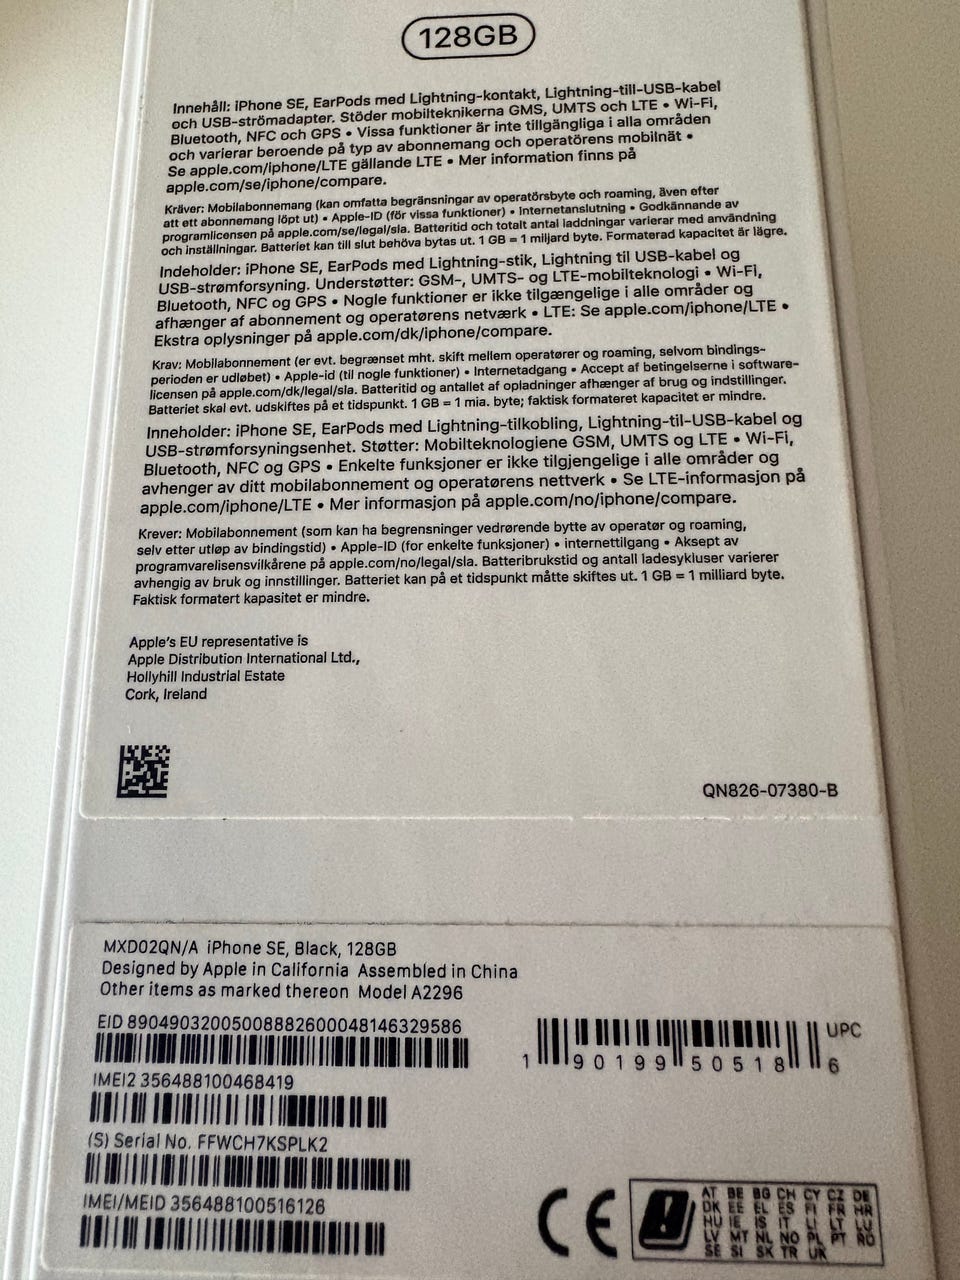 128GB
Innehåll: iPhone SE, EarPods med Lightning-kontakt, Lightning-till-USB-kabel
och USB-strömadapter. Stöder mobilteknikerna GMS, UMTS och LTE • Wi-Fi,
Bluetooth, NFC och GPS • Vissa funktioner är inte tillgängliga i alla områden
och varierar beroende på typ av abonnemang och operatörens mobilnät •
Se apple.com/iphone/LTE gällande LTE • Mer information finns på
apple.com/se/iphone/compare.
Kräver: Mobilabonnemang (kan omfatta begränsningar av operatörsbyte och roaming, även efter
att ett abonnemang löpt ut) • Apple-ID (för vissa funktioner) • Internetanslutning • Godkännande av
programlicensen på apple.com/se/legal/sla. Batteritid och totalt antal laddningar varierar med användning
och inställningar. Batteriet kan till slut behöva bytas ut. 1 GB = 1 miljard byte. Formaterad kapacitet är lägre.
Indeholder: iPhone SE, EarPods med Lightning-stik, Lightning til USB-kabel og
USB-strømforsyning. Understøtter: GSM-, UMTS- og LTE-mobilteknologi • Wi-Fi,
Bluetooth, NFC og GPS • Nogle funktioner er ikke tilgængelige i alle områder og
afhænger af abonnement og operatørens netværk • LTE: Se apple.com/iphone/LTE •
Ekstra oplysninger på apple.com/dk/iphone/compare.
Krav: Mobilabonnement (er evt. begrænset mht. skift mellem operatører og roaming, selvom bindings-
perioden er udløbet) • Apple-id (til nogle funktioner) • Internetadgang • Accept af betingelserne i software-
licensen på apple.com/dk/legal/sla. Batteritid og antallet af opladninger afhænger af brug og indstillinger.
Batteriet skal evt. udskiftes på et tidspunkt. 1 GB = 1 mia. byte; faktisk formateret kapacitet er mindre.
Inneholder: iPhone SE, EarPods med Lightning-tilkobling, Lightning-til-USB-kabel og
USB-strømforsyningsenhet. Støtter: Mobilteknologiene GSM, UMTS og LTE • Wi-Fi,
Bluetooth, NFC og GPS • Enkelte funksjoner er ikke tilgjengelige i alle områder og
avhenger av ditt mobilabonnement og operatørens nettverk • Se LTE-informasjon på
apple.com/iphone/LTE • Mer informasjon på apple.com/no/iphone/compare.
Krever: Mobilabonnement (som kan ha begrensninger vedrørende bytte av operatør og roaming,
selv etter utløp av bindingstid) • Apple-ID (for enkelte funksjoner) • internettilgang • Aksept av
programvarelisensvilkårene på apple.com/no/legal/sla. Batteribrukstid og antall ladesykluser varierer
avhengig av bruk og innstillinger. Batteriet kan på et tidspunkt måtte skiftes ut. 1 GB = 1 milliard byte.
Faktisk formatert kapasitet er mindre.
Apple's EU representative is
Apple Distribution International Ltd.,
Hollyhill Industrial Estate
Cork, Ireland
QN826-07380-B
MXD02QN/A iPhone SE, Black, 128GB
Designed by Apple in California Assembled in China
Other items as marked thereon Model A2296
EID 89049032005008882600048146329586
UPC
1 90199 50518 6
IMEI2 356488100468419
(S) Serial No. FFWCH7KSPLK2
IMEI/MEID 356488100516126
CE
AT BE BG CH CY CZ DE
DK EE EL ES FI FR HR
HU IE IS IT LI LT LU
LV MT NL NO PL PT RO
SE SI SK TR UK